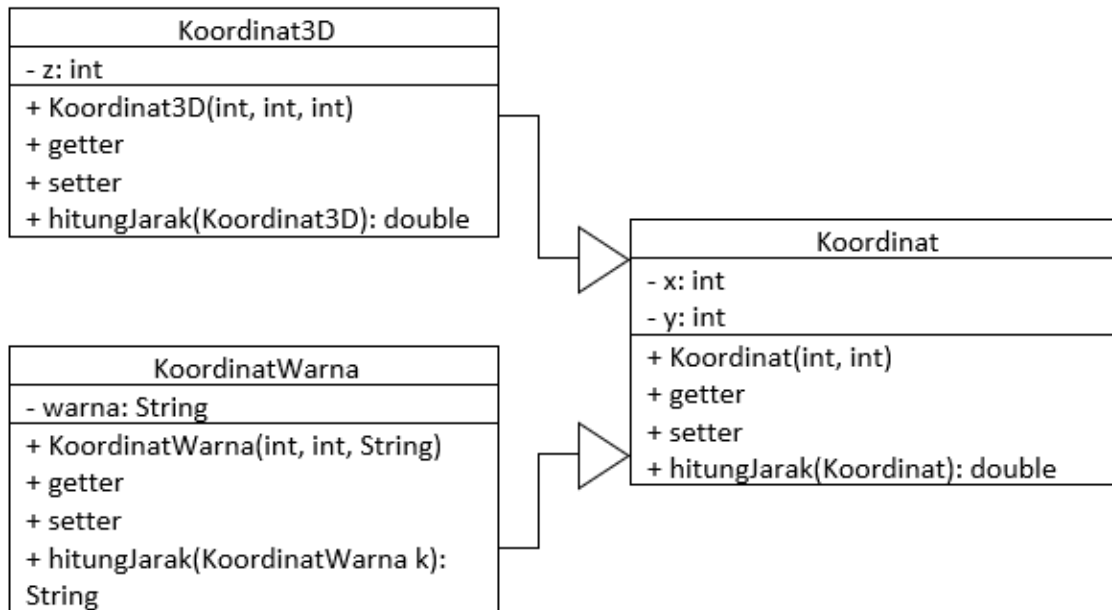 Koordinat3D
- z: int
+ Koordinat3D(int, int, int)
+ getter
+ setter
+ hitungJarak(Koordinat3D): double
KoordinatWarna
- warna: String
+ KoordinatWarna(int, int, String)
+ getter
+ setter
+ hitungJarak(KoordinatWarna k):
String
Koordinat
- x: int
- y: int
+ Koordinat(int, int)
+ getter
+ setter
+ hitungJarak(Koordinat): double